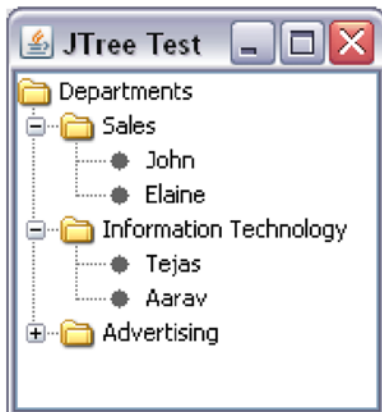 JTree Test
Departments
Sales
John
Elaine
Information Technology
Tejas
Aarav
Advertising